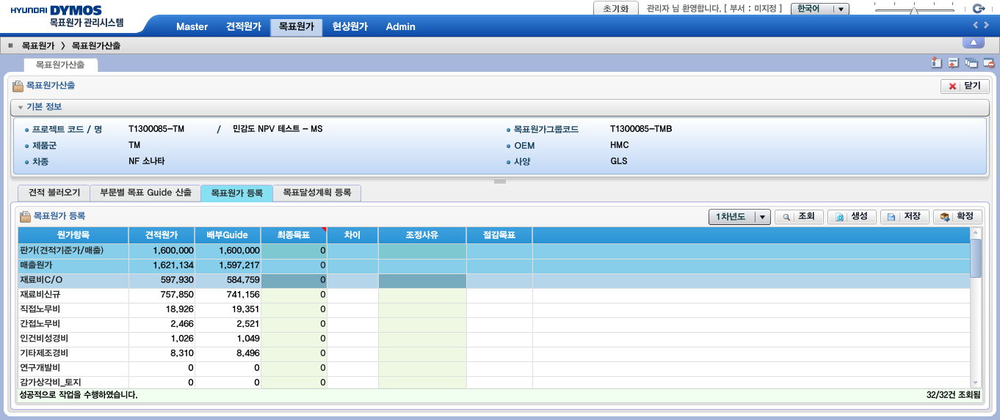 HYUNDAI DYMOS
목표원가 관리시스템
초기화 관리자 님 환영합니다. [ 부서 : 미지정 ] 한국어
Master 견적원가 목표원가 현상원가 Admin
목표원가 > 목표원가산출
목표원가산출
목표원가산출 닫기
기본 정보
프로젝트 코드 / 명 T1300085-TM / 민감도 NPV 테스트 - MS 목표원가그룹코드 T1300085-TMB
제품군 TM OEM HMC
차종 NF 소나타 사양 GLS
견적 불러오기 부문별 목표 Guide 산출 목표원가 등록 목표달성계획 등록
목표원가 등록 1차년도 조회 생성 저장 확정
원가항목 견적원가 배부Guide 최종목표 차이 조정사유 절감목표
판가(견적기준가/매출) 1,600,000 1,600,000 0
매출원가 1,621,134 1,597,217 0
재료비C/O 597,930 584,759 0
재료비신규 757,850 741,156 0
직접노무비 18,926 19,351 0
간접노무비 2,466 2,521 0
인건비성경비 1,026 1,049 0
기타제조경비 8,310 8,496 0
연구개발비 0 0 0
감가상각비_토지 0 0 0
성공적으로 작업을 수행하였습니다. 32/32건 조회됨